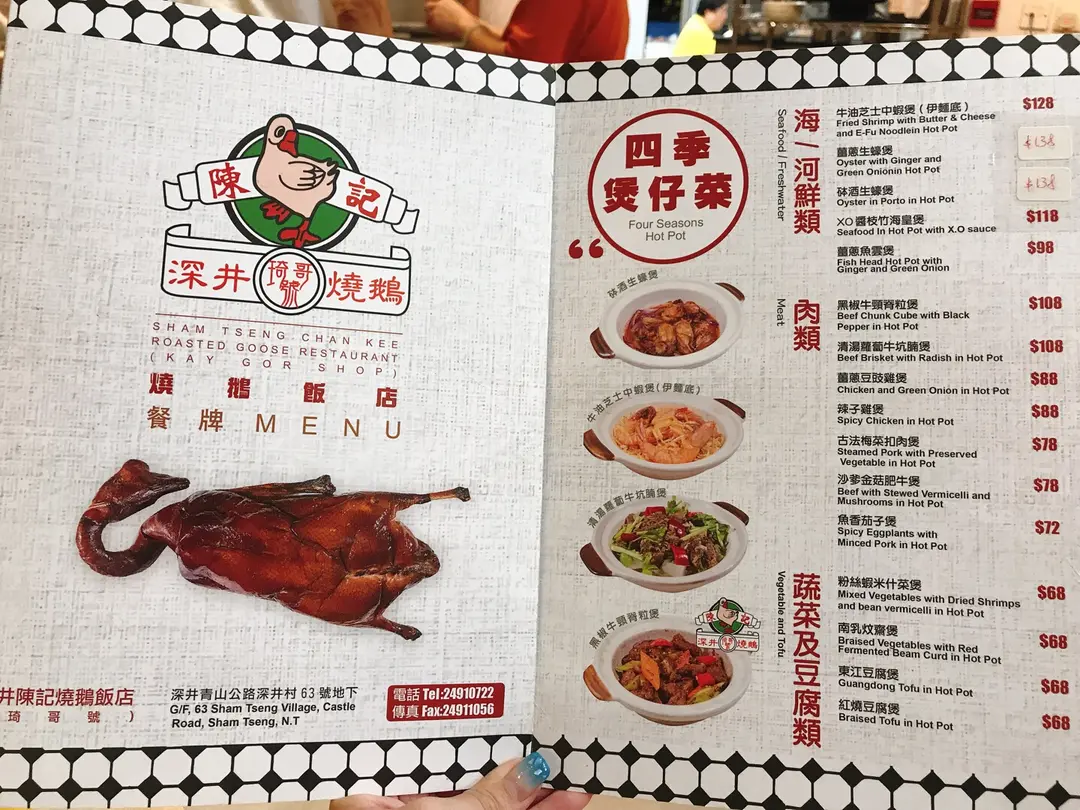 陳記
深井 琦哥號 燒鵝
SHAM TSENG CHAN KEE
ROASTED GOOSE RESTAURANT
(KAY GOR SHOP)
燒鵝飯店
餐牌 MENU
井陳記燒鵝飯店
琦哥號)
深井青山公路深井村 63 號地下
G/F, 63 Sham Tseng Village, Castle
Road, Sham Tseng, N.T
電話 Tel:24910722
傳真 Fax:24911056
四季
煲仔菜
Four Seasons
Hot Pot
砵酒生蠔煲
牛油芝士中蝦煲(伊麵底)
清湯蘿蔔牛坑腩煲
黑椒牛頸脊粒煲
陳記
深井 燒鵝
海/河鮮類
Seafood / Freshwater
牛油芝士中蝦煲 ( 伊麵底 ) $128
Fried Shrimp with Butter & Cheese
and E-Fu Noodlein Hot Pot
薑蔥生蠔煲 $138
Oyster with Ginger and
Green Onionin Hot Pot
砵酒生蠔煲 $138
Oyster in Porto in Hot Pot
XO 醬枝竹海皇煲 $118
Seafood In Hot Pot with X.O sauce
薑蔥魚雲煲 $98
Fish Head Hot Pot with
Ginger and Green Onion
肉類
Meat
黑椒牛頸脊粒煲 $108
Beef Chunk Cube with Black
Pepper in Hot Pot
清湯蘿蔔牛坑腩煲 $108
Beef Brisket with Radish in Hot Pot
薑蔥豆豉雞煲 $88
Chicken and Green Onion in Hot Pot
辣子雞煲 $88
Spicy Chicken in Hot Pot
古法梅菜扣肉煲 $78
Steamed Pork with Preserved
Vegetable in Hot Pot
沙爹金菇肥牛煲 $78
Beef with Stewed Vermicelli and
Mushrooms in Hot Pot
魚香茄子煲 $72
Spicy Eggplants with
Minced Pork in Hot Pot
蔬菜及豆腐類
Vegetable and Tofu
粉絲蝦米什菜煲 $68
Mixed Vegetables with Dried Shrimps
and bean vermicelli in Hot Pot
南乳炆齋煲 $68
Braised Vegetables with Red
Fermented Beam Curd in Hot Pot
東江豆腐煲 $68
Guangdong Tofu in Hot Pot
紅燒豆腐煲 $68
Braised Tofu in Hot Pot